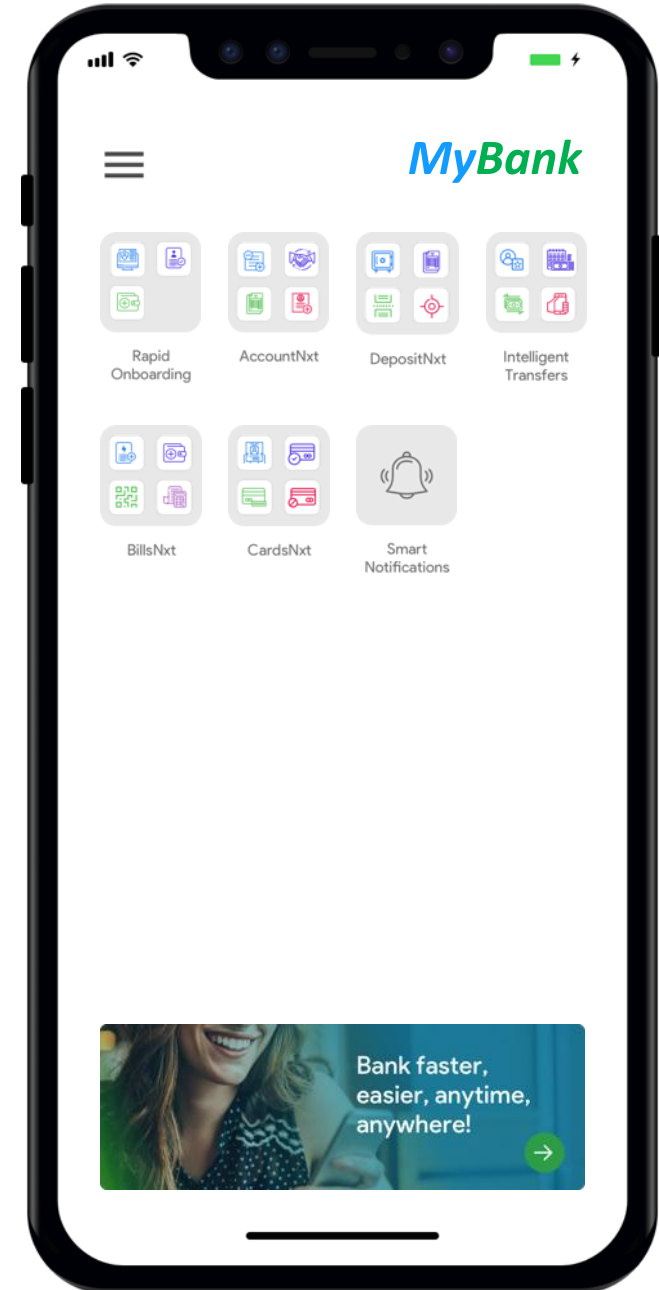 MyBank
Rapid
Onboarding
AccountNxt
DepositNxt
Intelligent
Transfers
BillsNxt
CardsNxt
Smart
Notifications
Bank faster,
easier, anytime,
anywhere!